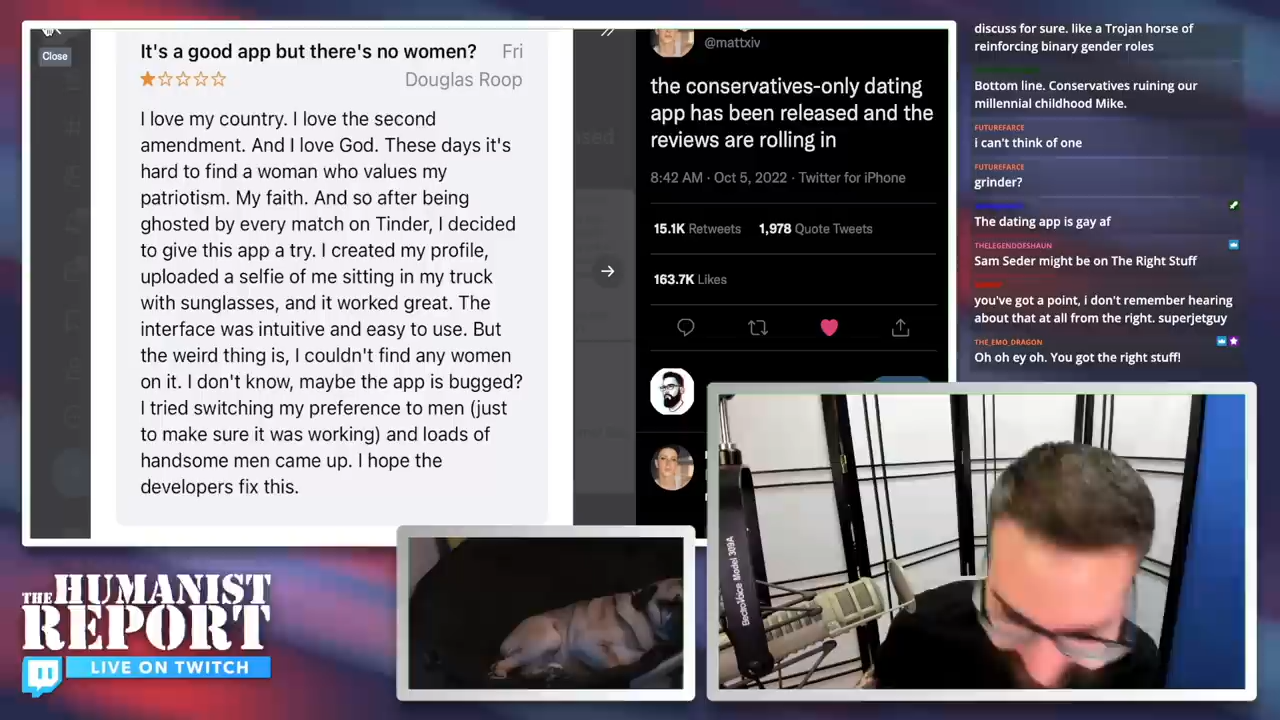 Close
It's a good app but there's no women?
Fri
Douglas Roop
I love my country. I love the second
amendment. And I love God. These days it's
hard to find a woman who values my
patriotism. My faith. And so after being
ghosted by every match on Tinder, I decided
to give this app a try. I created my profile,
uploaded a selfie of me sitting in my truck
with sunglasses, and it worked great. The
interface was intuitive and easy to use. But
the weird thing is, I couldn't find any women
on it. I don't know, maybe the app is bugged?
I tried switching my preference to men (just
to make sure it was working) and loads of
handsome men came up. I hope the
developers fix this.
@mattxiv
the conservatives-only dating
app has been released and the
reviews are rolling in
8:42 AM · Oct 5, 2022 · Twitter for iPhone
15.1K Retweets 1,978 Quote Tweets
163.7K Likes
discuss for sure. like a Trojan horse of
reinforcing binary gender roles
Bottom line. Conservatives ruining our
millennial childhood Mike.
FUTUREFARCE
i can't think of one
FUTUREFARCE
grinder?
The dating app is gay af
THELEGENDOFSHAUN
Sam Seder might be on The Right Stuff
you've got a point, i don't remember hearing
about that at all from the right. superjetguy
THE_EMO_DRAGON
Oh oh ey oh. You got the right stuff!
THE HUMANIST
REPORT
LIVE ON TWITCH
ElectroVoice Model 309A